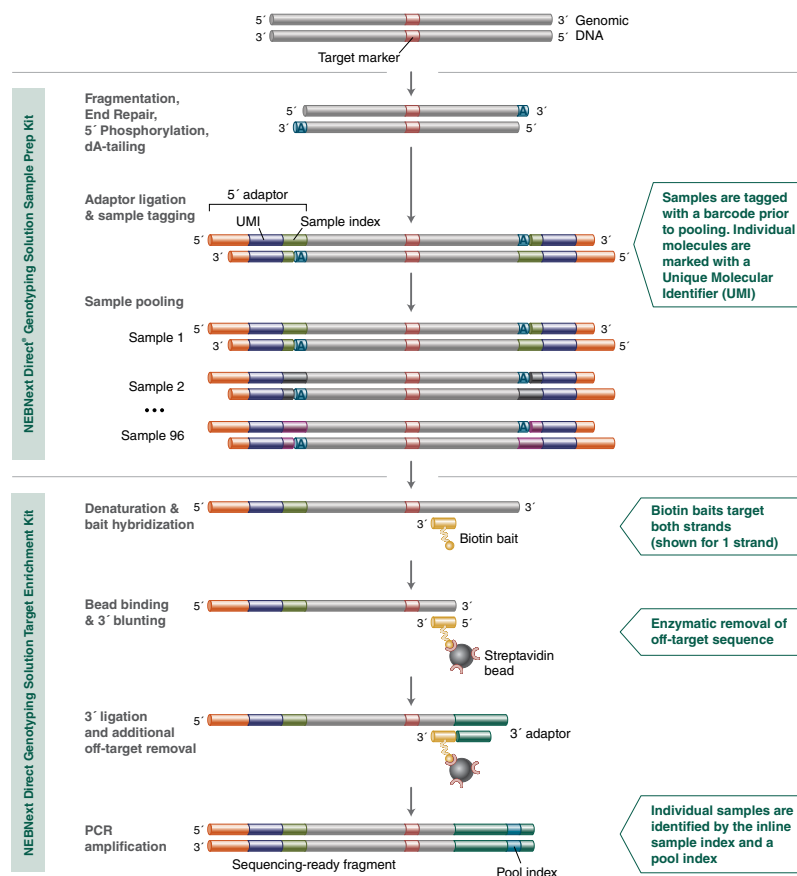 5´ 3´ Genomic
3´ 5´ DNA
Target marker
NEBNext Direct® Genotyping Solution Sample Prep Kit
Fragmentation,
End Repair,
5´ Phosphorylation,
dA-tailing
5´ A 3´
3´ A 5´
Adaptor ligation
& sample tagging
5´ adaptor
UMI Sample index
5´ A 3´
3´ A 5´
Samples are tagged
with a barcode prior
to pooling. Individual
molecules are
marked with a
Unique Molecular
Identifier (UMI)
Sample pooling
Sample 1
5´ A 3´
3´ A 5´
Sample 2
A
A
•••
Sample 96
A
A
NEBNext Direct Genotyping Solution Target Enrichment Kit
Denaturation &
bait hybridization
5´ 3´
3´
Biotin bait
Biotin baits target
both strands
(shown for 1 strand)
Bead binding
& 3´ blunting
5´ 3´
3´ 5´
Streptavidin
bead
Enzymatic removal of
off-target sequence
3´ ligation
and additional
off-target removal
5´
3´ 3´ adaptor
PCR
amplification
5´
3´
Sequencing-ready fragment
Pool index
Individual samples are
identified by the inline
sample index and a
pool index